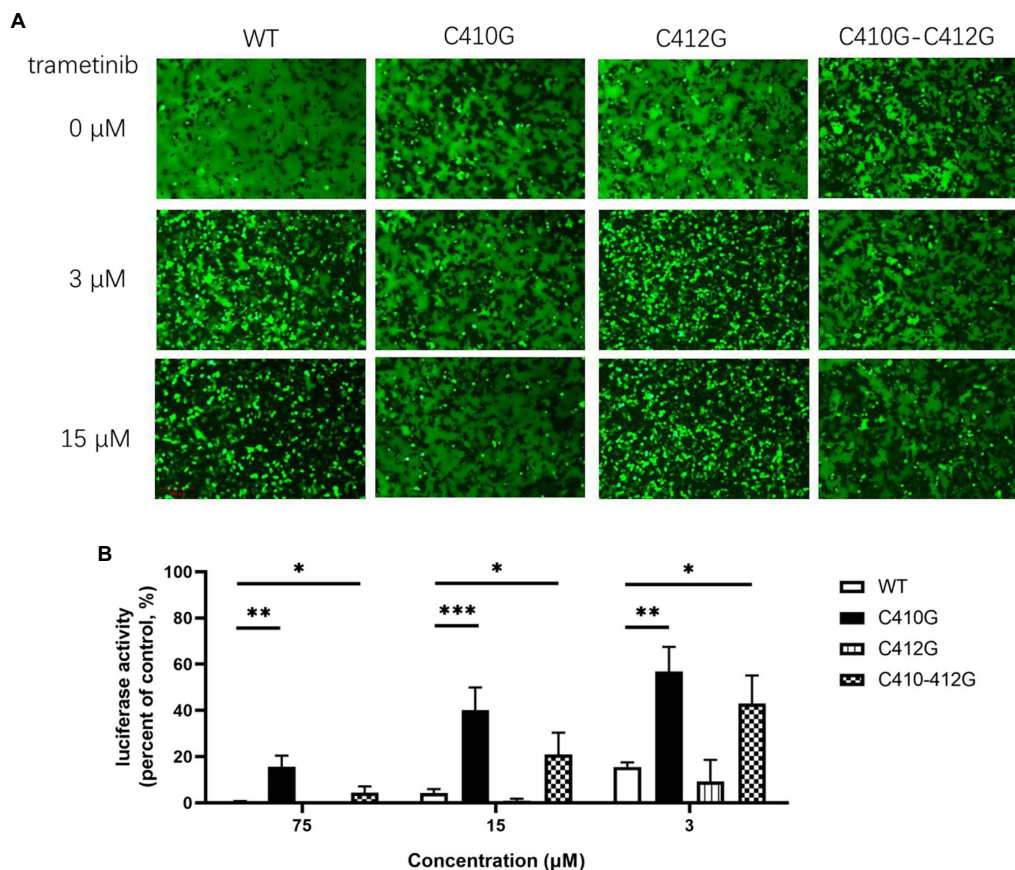 A
WT
C410G
C412G
C410G-C412G
trametinib
0 μM
3 μM
15 μM
B
luciferase activity
(percent of control, %)
100
80
60
40
20
0
*
**
*
***
*
**
75
15
3
Concentration (μM)
WT
C410G
C412G
C410-412G